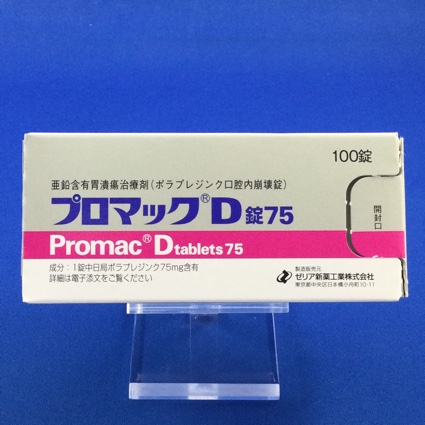 100錠
亜鉛含有胃潰瘍治療剤(ポラプレジンク口腔内崩壊錠)
プロマック®D錠75
開封口
Promac® D tablets 75
成分:1錠中日局ポラプレジンク75mg含有
詳細は電子添文をご覧ください
製造販売元
ゼリア新薬工業株式会社
東京都中央区日本橋小舟町10-11